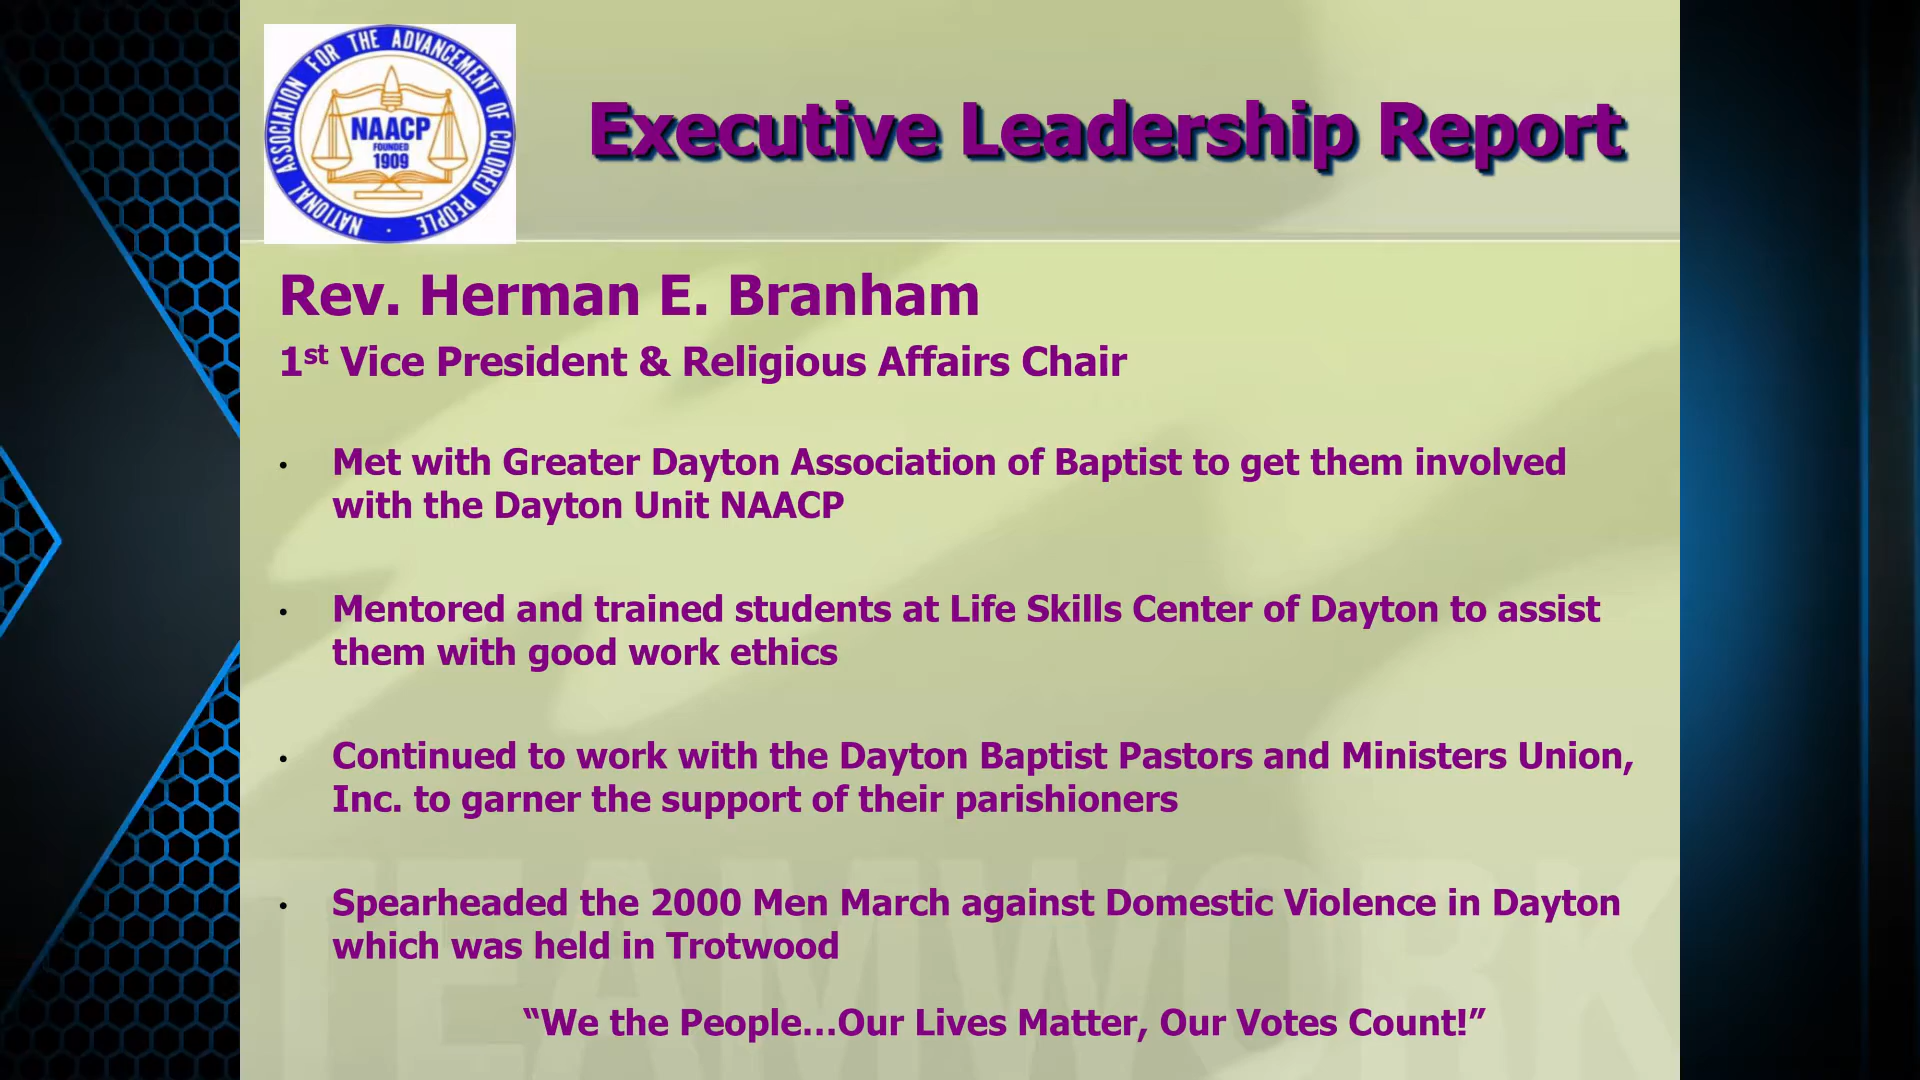 NATIONAL ASSOCIATION FOR THE ADVANCEMENT OF COLORED PEOPLE
NAACP
FOUNDED
1909
Executive Leadership Report
Rev. Herman E. Branham
1st Vice President & Religious Affairs Chair
• Met with Greater Dayton Association of Baptist to get them involved
with the Dayton Unit NAACP
• Mentored and trained students at Life Skills Center of Dayton to assist
them with good work ethics
• Continued to work with the Dayton Baptist Pastors and Ministers Union,
Inc. to garner the support of their parishioners
• Spearheaded the 2000 Men March against Domestic Violence in Dayton
which was held in Trotwood
“We the People…Our Lives Matter, Our Votes Count!”
TEAMWORK